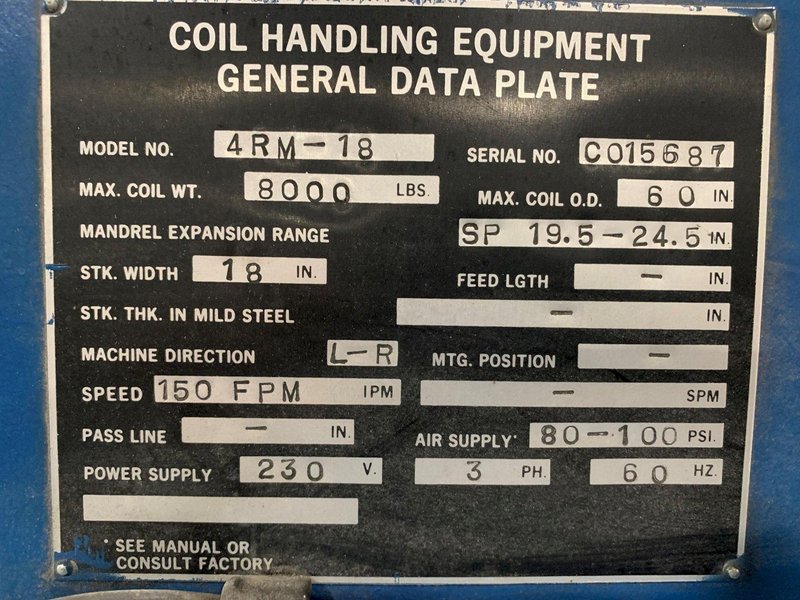 COIL HANDLING EQUIPMENT
GENERAL DATA PLATE
MODEL NO. 4RM-18 SERIAL NO. C015687
MAX. COIL WT. 8000 LBS. MAX. COIL O.D. 60 IN.
MANDREL EXPANSION RANGE SP 19.5-24.5 IN.
STK. WIDTH 18 IN. FEED LGTH - IN.
STK. THK. IN MILD STEEL - IN.
MACHINE DIRECTION L-R MTG. POSITION -
SPEED 150 FPM IPM - SPM
PASS LINE - IN. AIR SUPPLY* 80-100 PSI.
POWER SUPPLY 230 V. 3 PH. 60 HZ.
* SEE MANUAL OR
CONSULT FACTORY